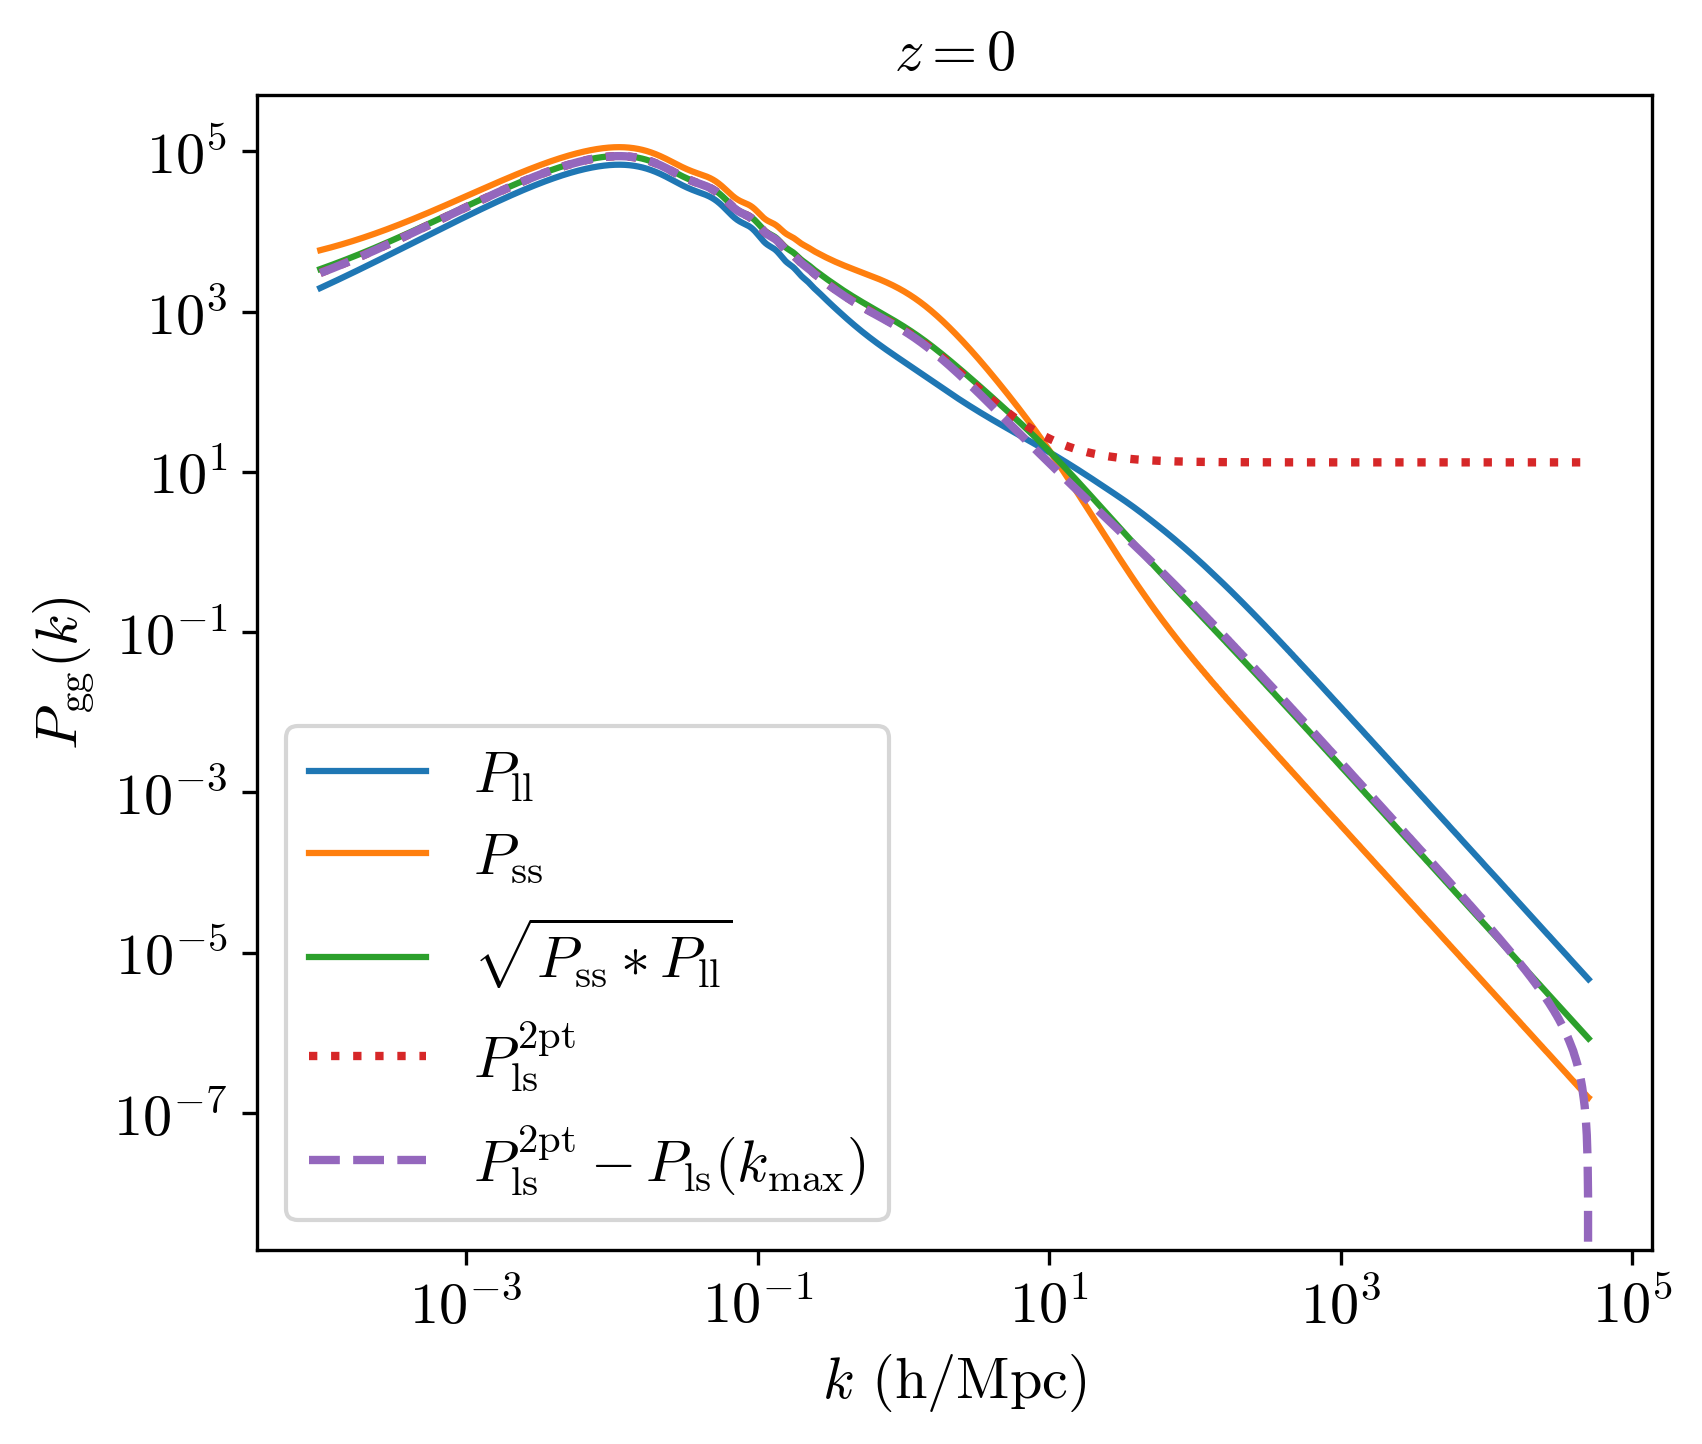 z = 0
10^5
10^3
10^1
10^−1
10^−3
10^−5
10^−7
P_gg(k)
P_ll
P_ss
√P_ss ∗ P_ll
P_ls^2pt
P_ls^2pt − P_ls(k_max)
10^−3
10^−1
10^1
10^3
10^5
k (h/Mpc)